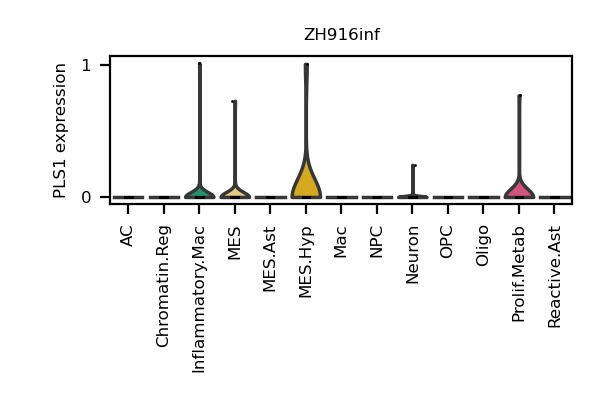 ZH916inf
PLS1 expression
1
0
AC
Chromatin.Reg
Inflammatory.Mac
MES
MES.Ast
MES.Hyp
Mac
NPC
Neuron
OPC
Oligo
Prolif.Metab
Reactive.Ast